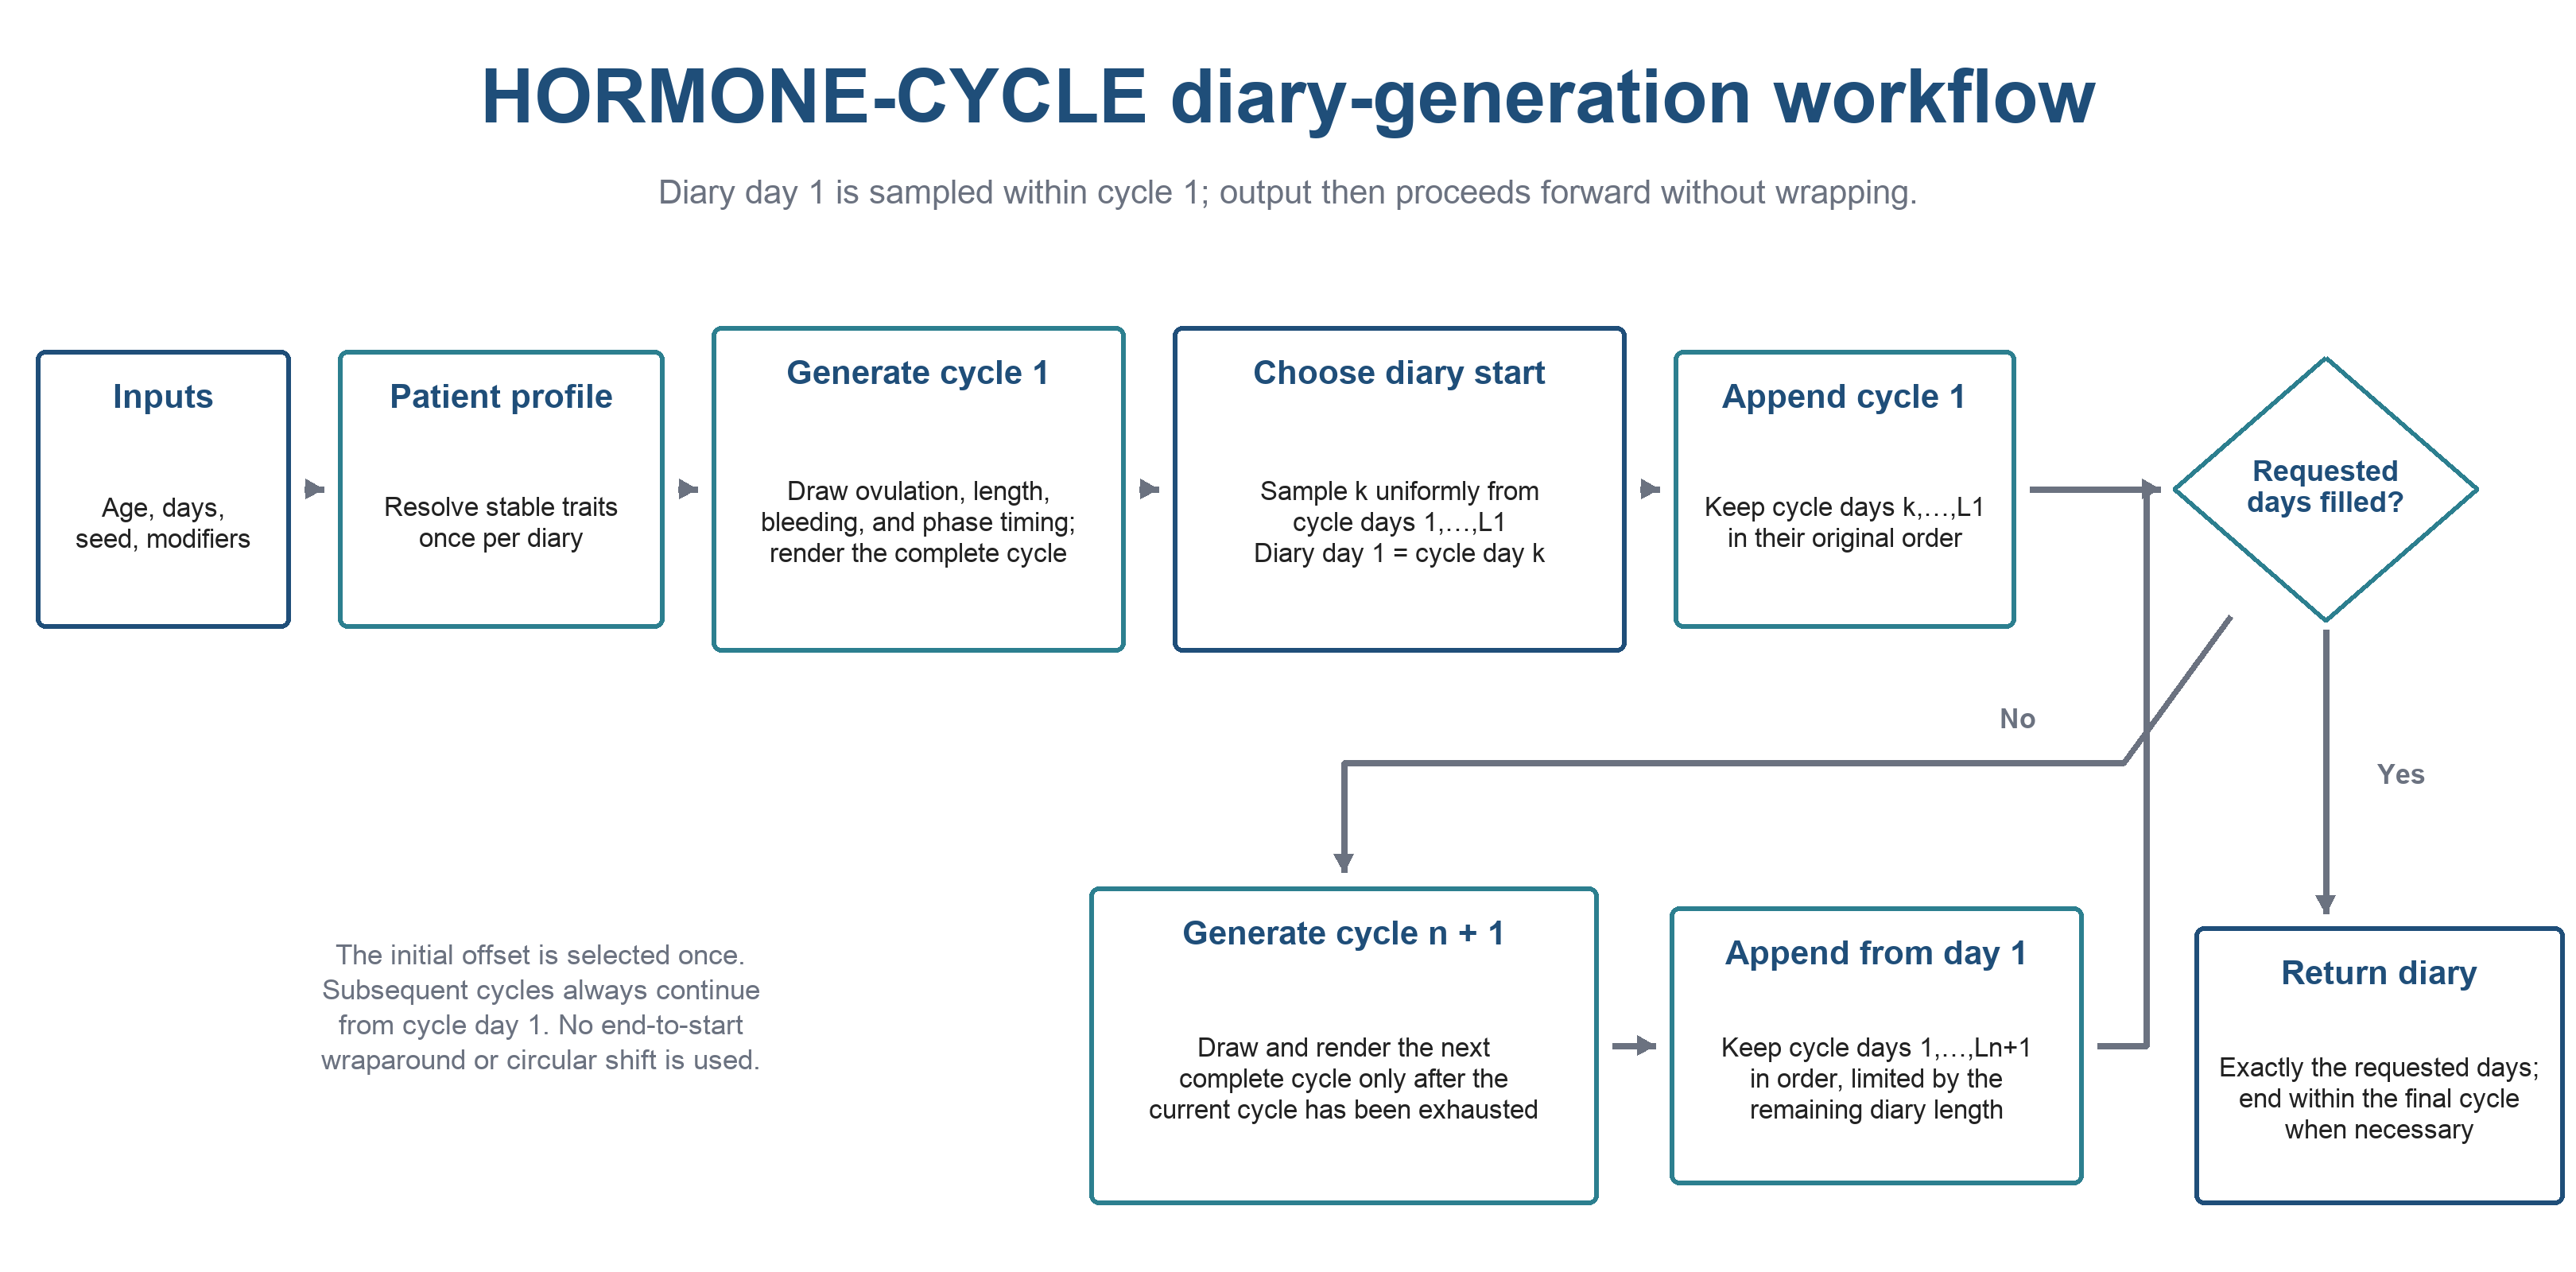 HORMONE-CYCLE diary-generation workflow
Diary day 1 is sampled within cycle 1; output then proceeds forward without wrapping.
Inputs
Age, days,
seed, modifiers
Patient profile
Resolve stable traits
once per diary
Generate cycle 1
Draw ovulation, length,
bleeding, and phase timing;
render the complete cycle
Choose diary start
Sample k uniformly from
cycle days 1,…,L1
Diary day 1 = cycle day k
Append cycle 1
Keep cycle days k,…,L1
in their original order
Requested
days filled?
No
Yes
The initial offset is selected once.
Subsequent cycles always continue
from cycle day 1. No end-to-start
wraparound or circular shift is used.
Generate cycle n + 1
Draw and render the next
complete cycle only after the
current cycle has been exhausted
Append from day 1
Keep cycle days 1,…,Ln+1
in order, limited by the
remaining diary length
Return diary
Exactly the requested days;
end within the final cycle
when necessary